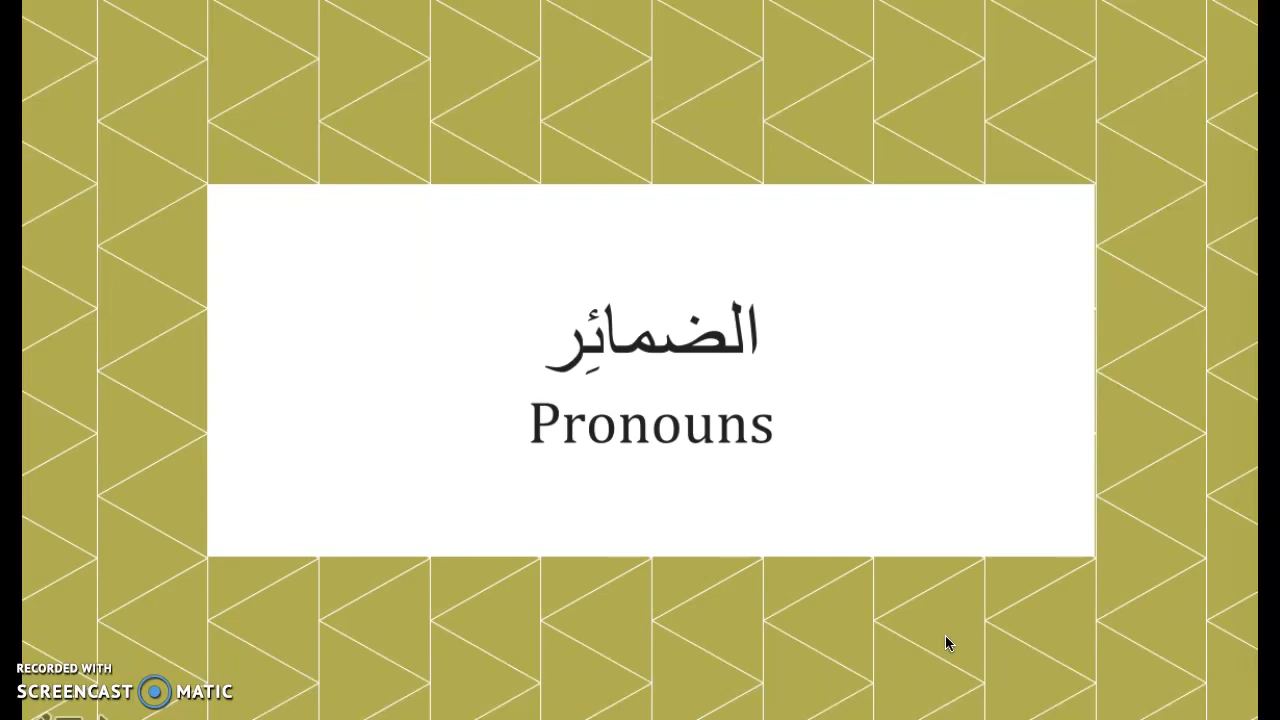 الضمائِر
Pronouns
RECORDED WITH
SCREENCAST MATIC